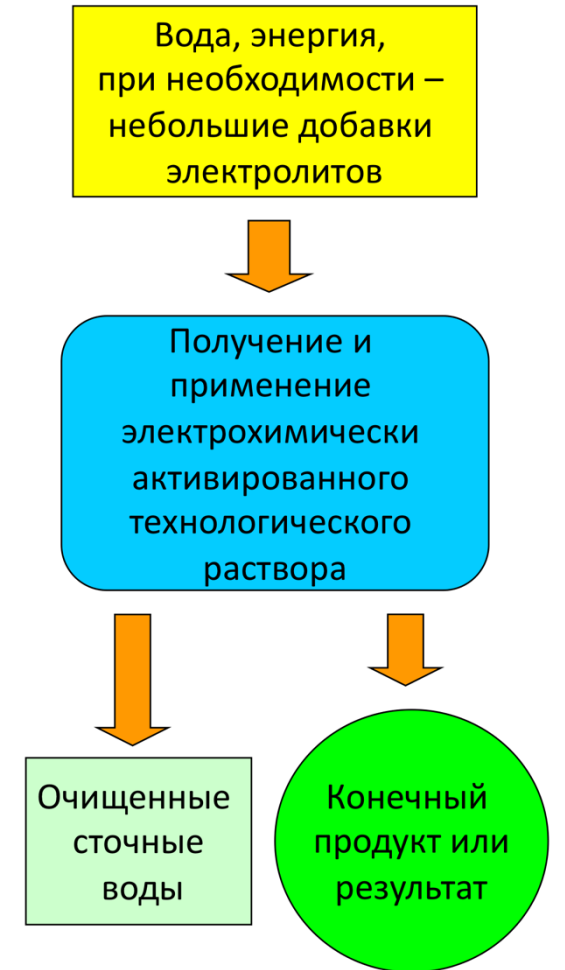 Вода, энергия,
при необходимости –
небольшие добавки
электролитов
Получение и
применение
электрохимически
активированного
технологического
раствора
Очищенные
сточные
воды
Конечный
продукт или
результат